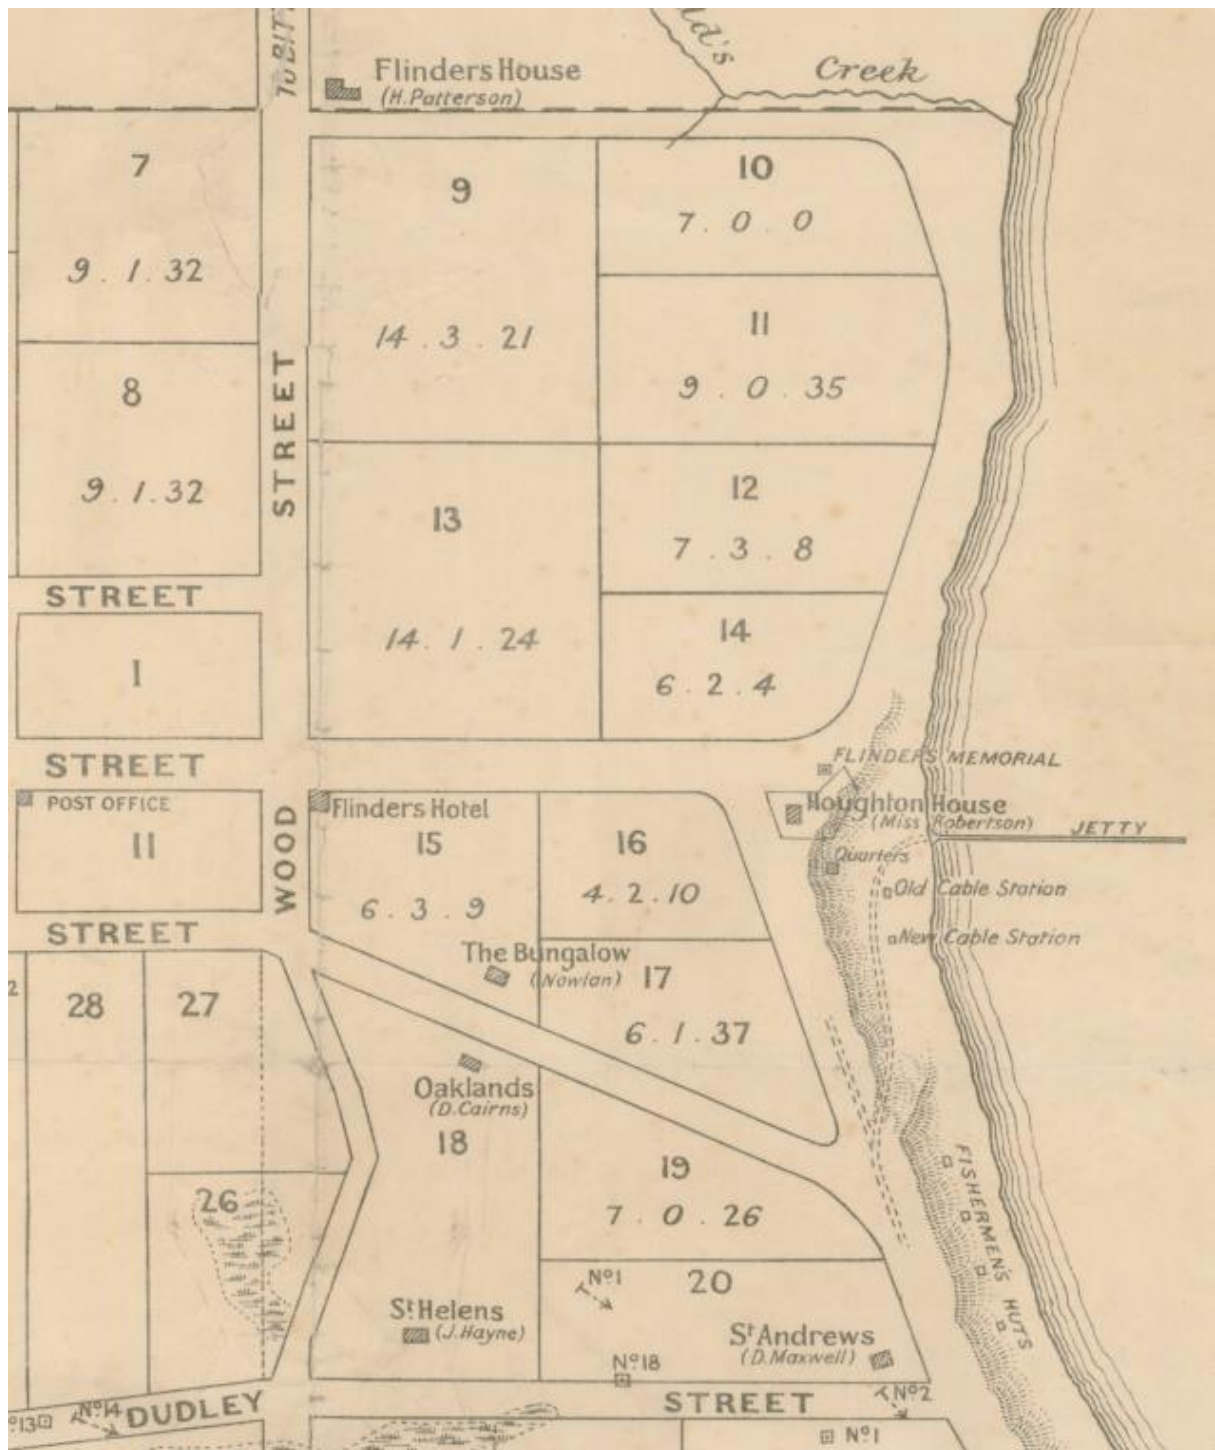 Flinders House
(H. Patterson)
ld's
Creek
7
9 . 1 . 32
9
14 . 3 . 21
10
7 . 0 . 0
11
9 . 0 . 35
8
9 . 1 . 32
STREET
12
7 . 3 . 8
13
14 . 1 . 24
14
6 . 2 . 4
STREET
I
STREET
FLINDERS MEMORIAL
POST OFFICE
II
WOOD
Flinders Hotel
15
6 . 3 . 9
16
4 . 2 . 10
Houghton House
(Miss Robertson)
JETTY
Quarters
Old Cable Station
New Cable Station
STREET
The Bungalow
(Nowlan)
17
6 . 1 . 37
2
28
27
Oaklands
(D. Cairns)
18
19
7 . 0 . 26
26
FISHERMEN'S HUTS
No1
20
St Helens
(J. Hayne)
St Andrews
(D. Maxwell)
No18
No13
No14
DUDLEY
STREET
No2
No1